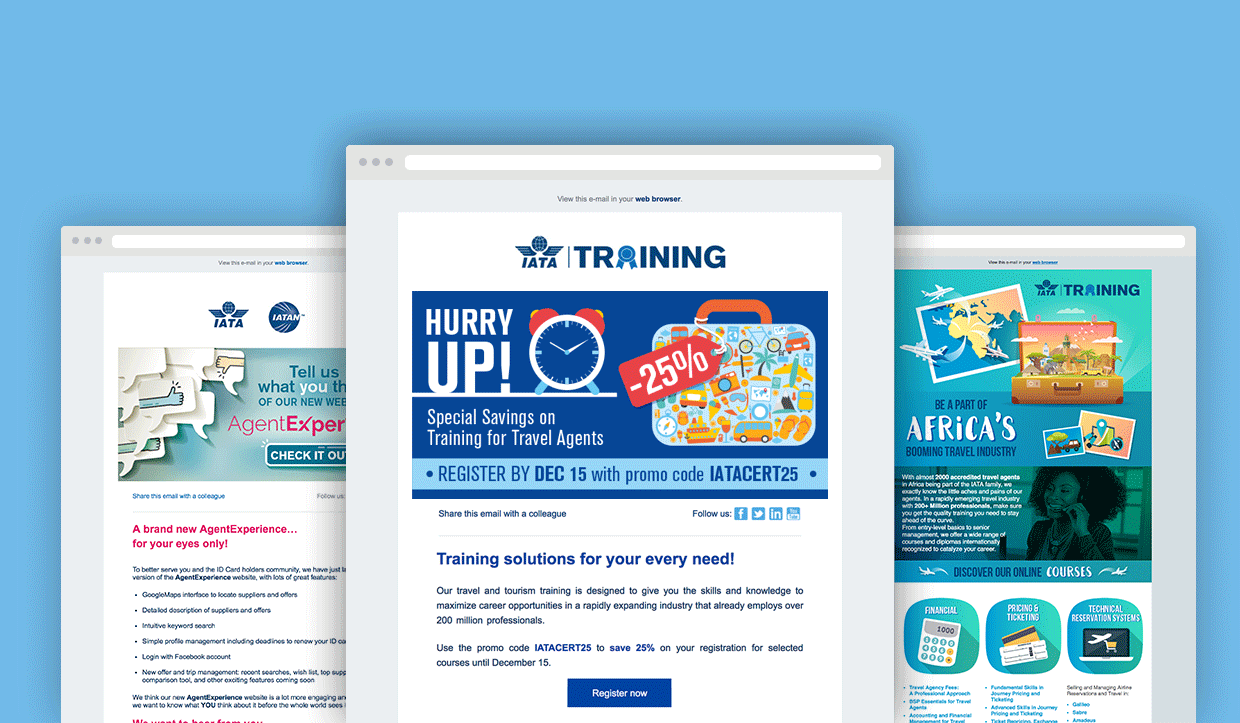 View this e-mail in your web browser.
IATA | TRAINING
HURRY
UP!
-25%
Special Savings on
Training for Travel Agents
• REGISTER BY DEC 15 with promo code IATACERT25 •
Share this email with a colleague
Follow us:
You
Tube
Training solutions for your every need!
Our travel and tourism training is designed to give you the skills and knowledge to
maximize career opportunities in a rapidly expanding industry that already employs over
200 million professionals.
Use the promo code IATACERT25 to save 25% on your registration for selected
courses until December 15.
Register now
View this e-mail in your web browser.
IATA
IATAN
Tell us
what you
OF OUR NEW
AgentExper
CHECK IT
Share this email with a colleague
Follow us:
A brand new AgentExperience…
for your eyes only!
To better serve you and the ID Card holders community, we have just
version of the AgentExperience website, with lots of great features:
• GoogleMaps interface to locate suppliers and offers
• Detailed description of suppliers and offers
• Intuitive keyword search
• Simple profile management including deadlines to renew your ID
• Login with Facebook account
• New offer and trip management: recent searches, wish list, top
comparison tool, and other exciting features coming soon
We think our new AgentExperience website is a lot more engaging
we want to know what YOU think about it before the whole world sees
We want to hear from you
View this e-mail in your web browser
IATA | TRAINING
BE A PART OF
AFRiCA'S
BOOMING TRAVEL INDUSTRY
With almost 2000 accredited travel agents
in Africa being part of the IATA family, we
exactly know the little aches and pains of our
agents. In a rapidly emerging travel industry
with 200+ Million professionals, make sure
you get the quality training you need to stay
ahead of the curve.
From entry-level basics to senior
management, we offer a wide range of
courses and diplomas internationally
recognized to catalyze your career.
DISCOVER OUR ONLINE COURSES
FINANCIAL
1000
PRICING &
TICKETING
TECHNICAL
RESERVATION SYSTEMS
• Travel Agency Fees:
A Professional Approach
• BSP Essentials for Travel
Agents
• Accounting and Financial
Management for Travel
• Fundamental Skills in
Journey Pricing and
Ticketing
• Advanced Skills in Journey
Pricing and Ticketing
• Ticket Repricing, Exchange
Selling and Managing Airline
Reservations and Travel in:
• Galileo
• Sabre
• Amadeus